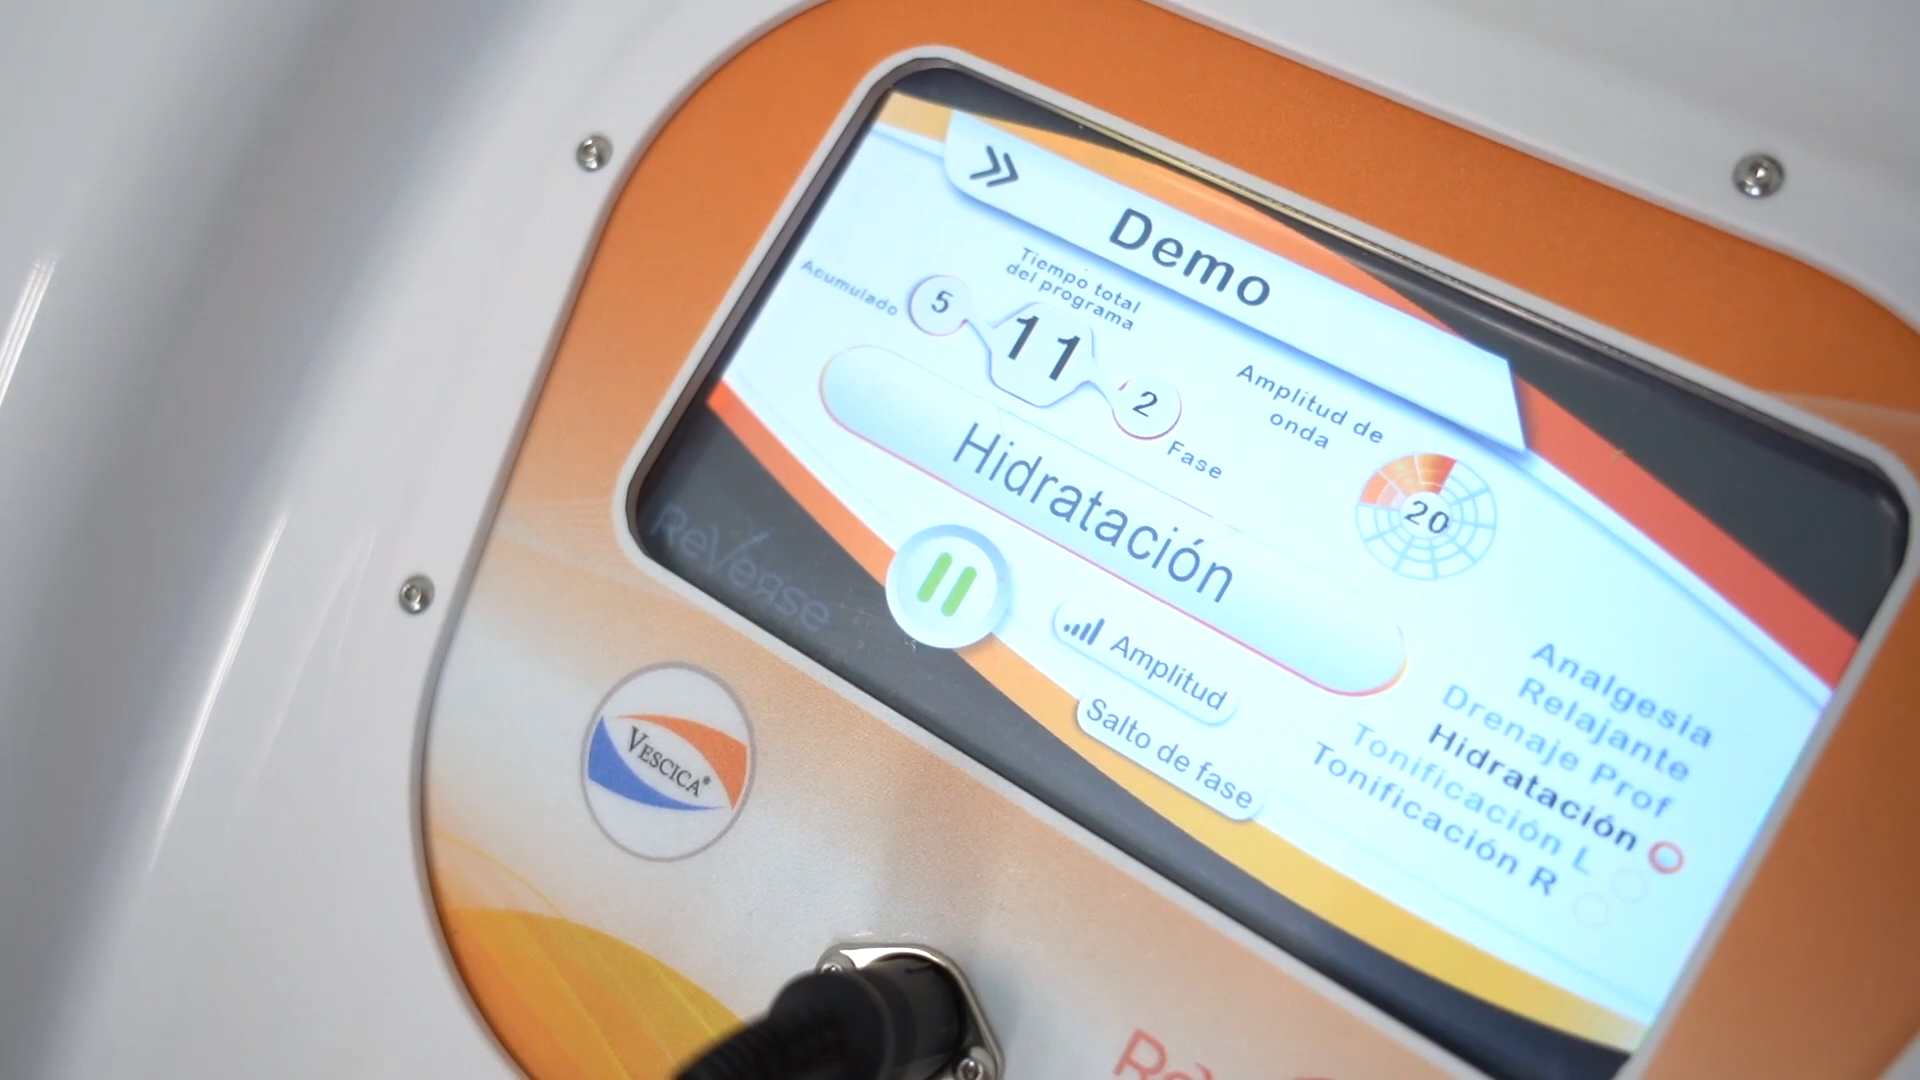 Demo
Tiempo total
del programa
Acumulado
5
11
2
Fase
Amplitud de
onda
20
Hidratación
Amplitud
Salto de fase
Analgesia
Relajante
Drenaje Prof
Hidratación
Tonificación L
Tonificación R
ReVeяse
VESCICA®